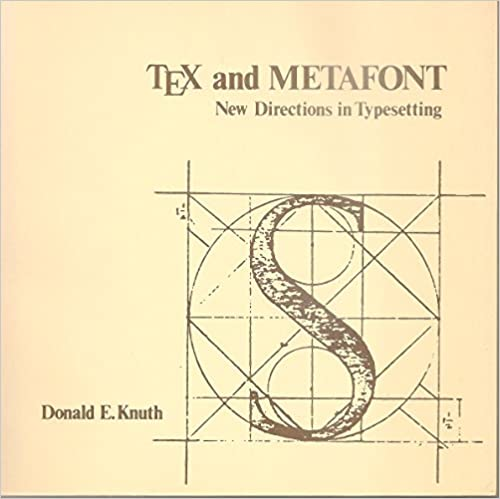 TEX and METAFONT
New Directions in Typesetting
Donald E. Knuth